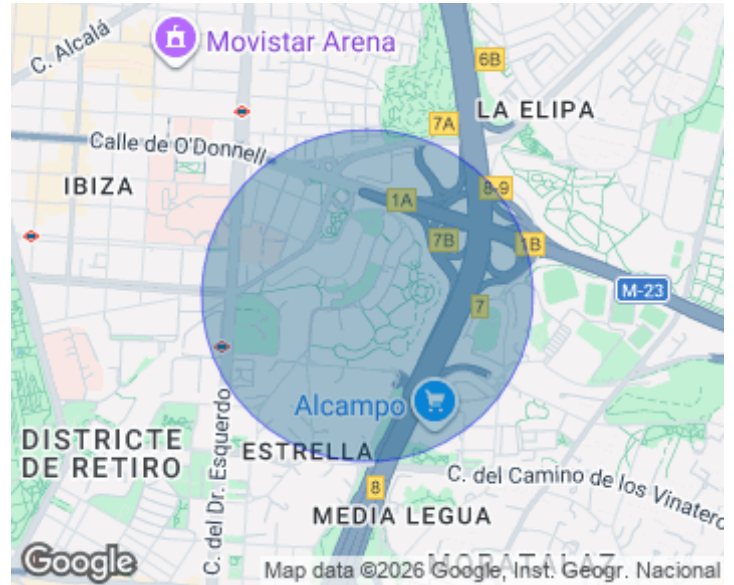 C. Alcalá
Movistar Arena
6B
LA ELIPA
7A
Calle de O'Donnell
IBIZA
8-9
1A
7B
1B
M-23
7
Alcampo
C. del Dr. Esquerdo
DISTRICTE
DE RETIRO
ESTRELLA
C. del Camino de los Vinatero
8
MEDIA LEGUA
MORATALAZ
Google
Map data ©2026 Google, Inst. Geogr. Nacional